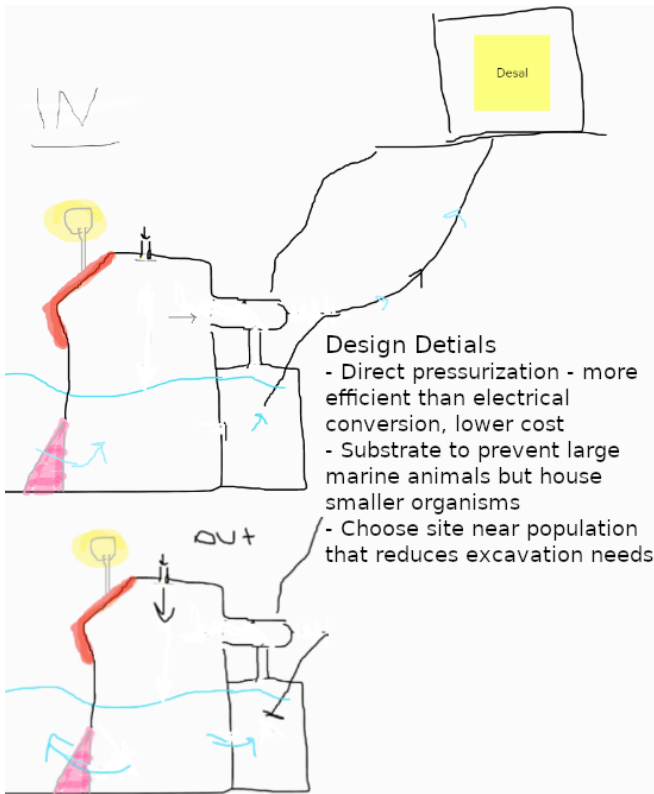 IN
Desal
Design Detials
- Direct pressurization - more
efficient than electrical
conversion, lower cost
- Substrate to prevent large
marine animals but house
smaller organisms
- Choose site near population
that reduces excavation needs
OUt